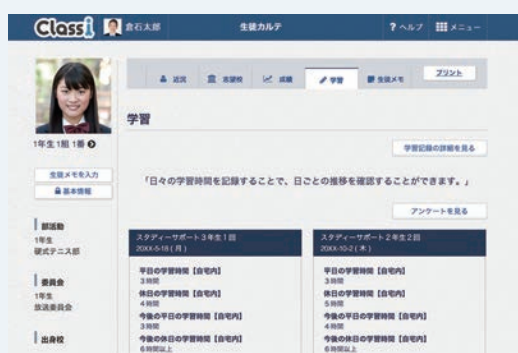 Classi 倉石太郎 生徒カルテ ? ヘルプ メニュー
近況 志望校 成績 学習 生徒メモ プリント
学習
1年生1組 1番
学習記録の詳細を見る
生徒メモを入力
基本情報
「日々の学習時間を記録することで、日ごとの推移を確認することができます。」
アンケートを見る
部活動
1年生
硬式テニス部
委員会
1年生
放送委員会
出身校
スタディーサポート3年生1回
20XX-5-18 ( 月 )
平日の学習時間【自宅内】
3時間
休日の学習時間【自宅内】
4時間
今後の平日の学習時間【自宅内】
3時間
今後の休日の学習時間【自宅内】
6時間以上
スタディーサポート2年生2回
20XX-10-2 ( 木 )
平日の学習時間【自宅内】
3時間
休日の学習時間【自宅内】
5時間
今後の平日の学習時間【自宅内】
4時間
今後の休日の学習時間【自宅内】
6時間以上